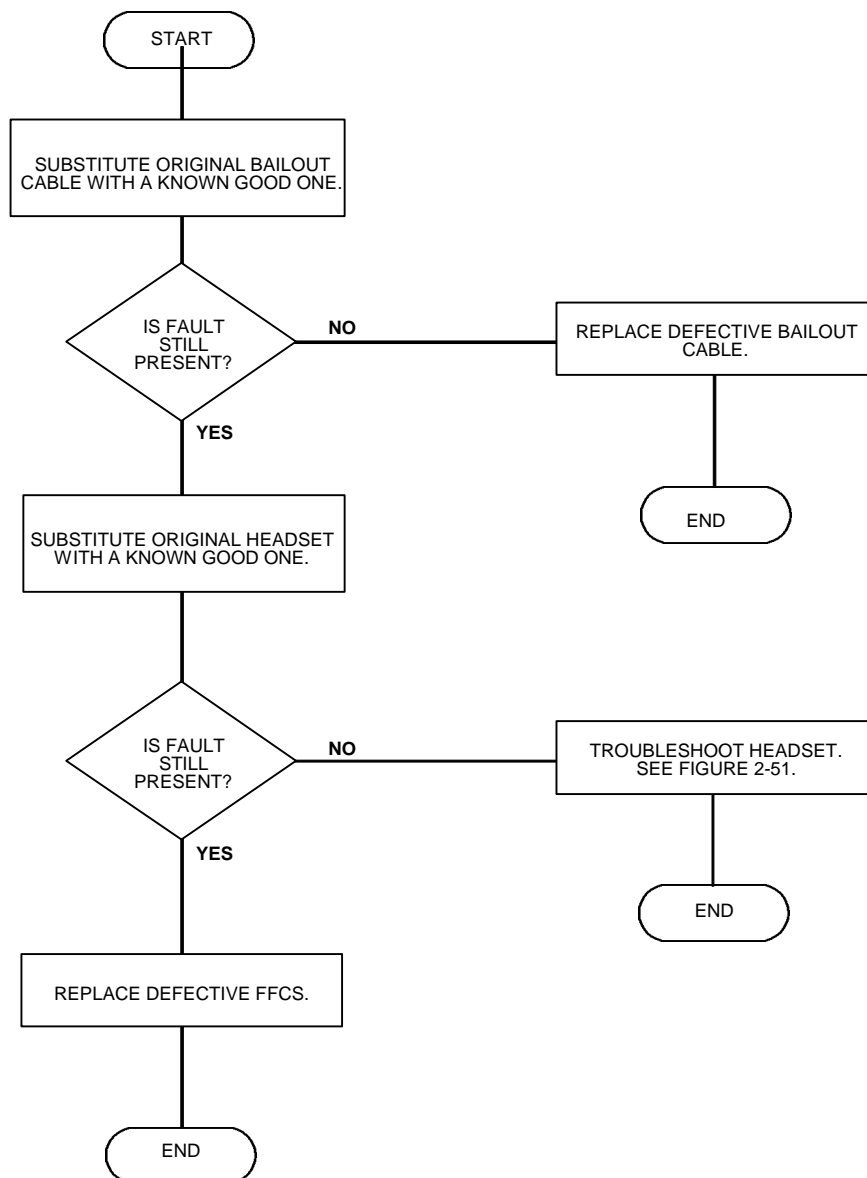 START
SUBSTITUTE ORIGINAL BAILOUT
CABLE WITH A KNOWN GOOD ONE.
IS FAULT
STILL
PRESENT?
NO
REPLACE DEFECTIVE BAILOUT
CABLE.
END
YES
SUBSTITUTE ORIGINAL HEADSET
WITH A KNOWN GOOD ONE.
IS FAULT
STILL
PRESENT?
NO
TROUBLESHOOT HEADSET.
SEE FIGURE 2-51.
END
YES
REPLACE DEFECTIVE FFCS.
END